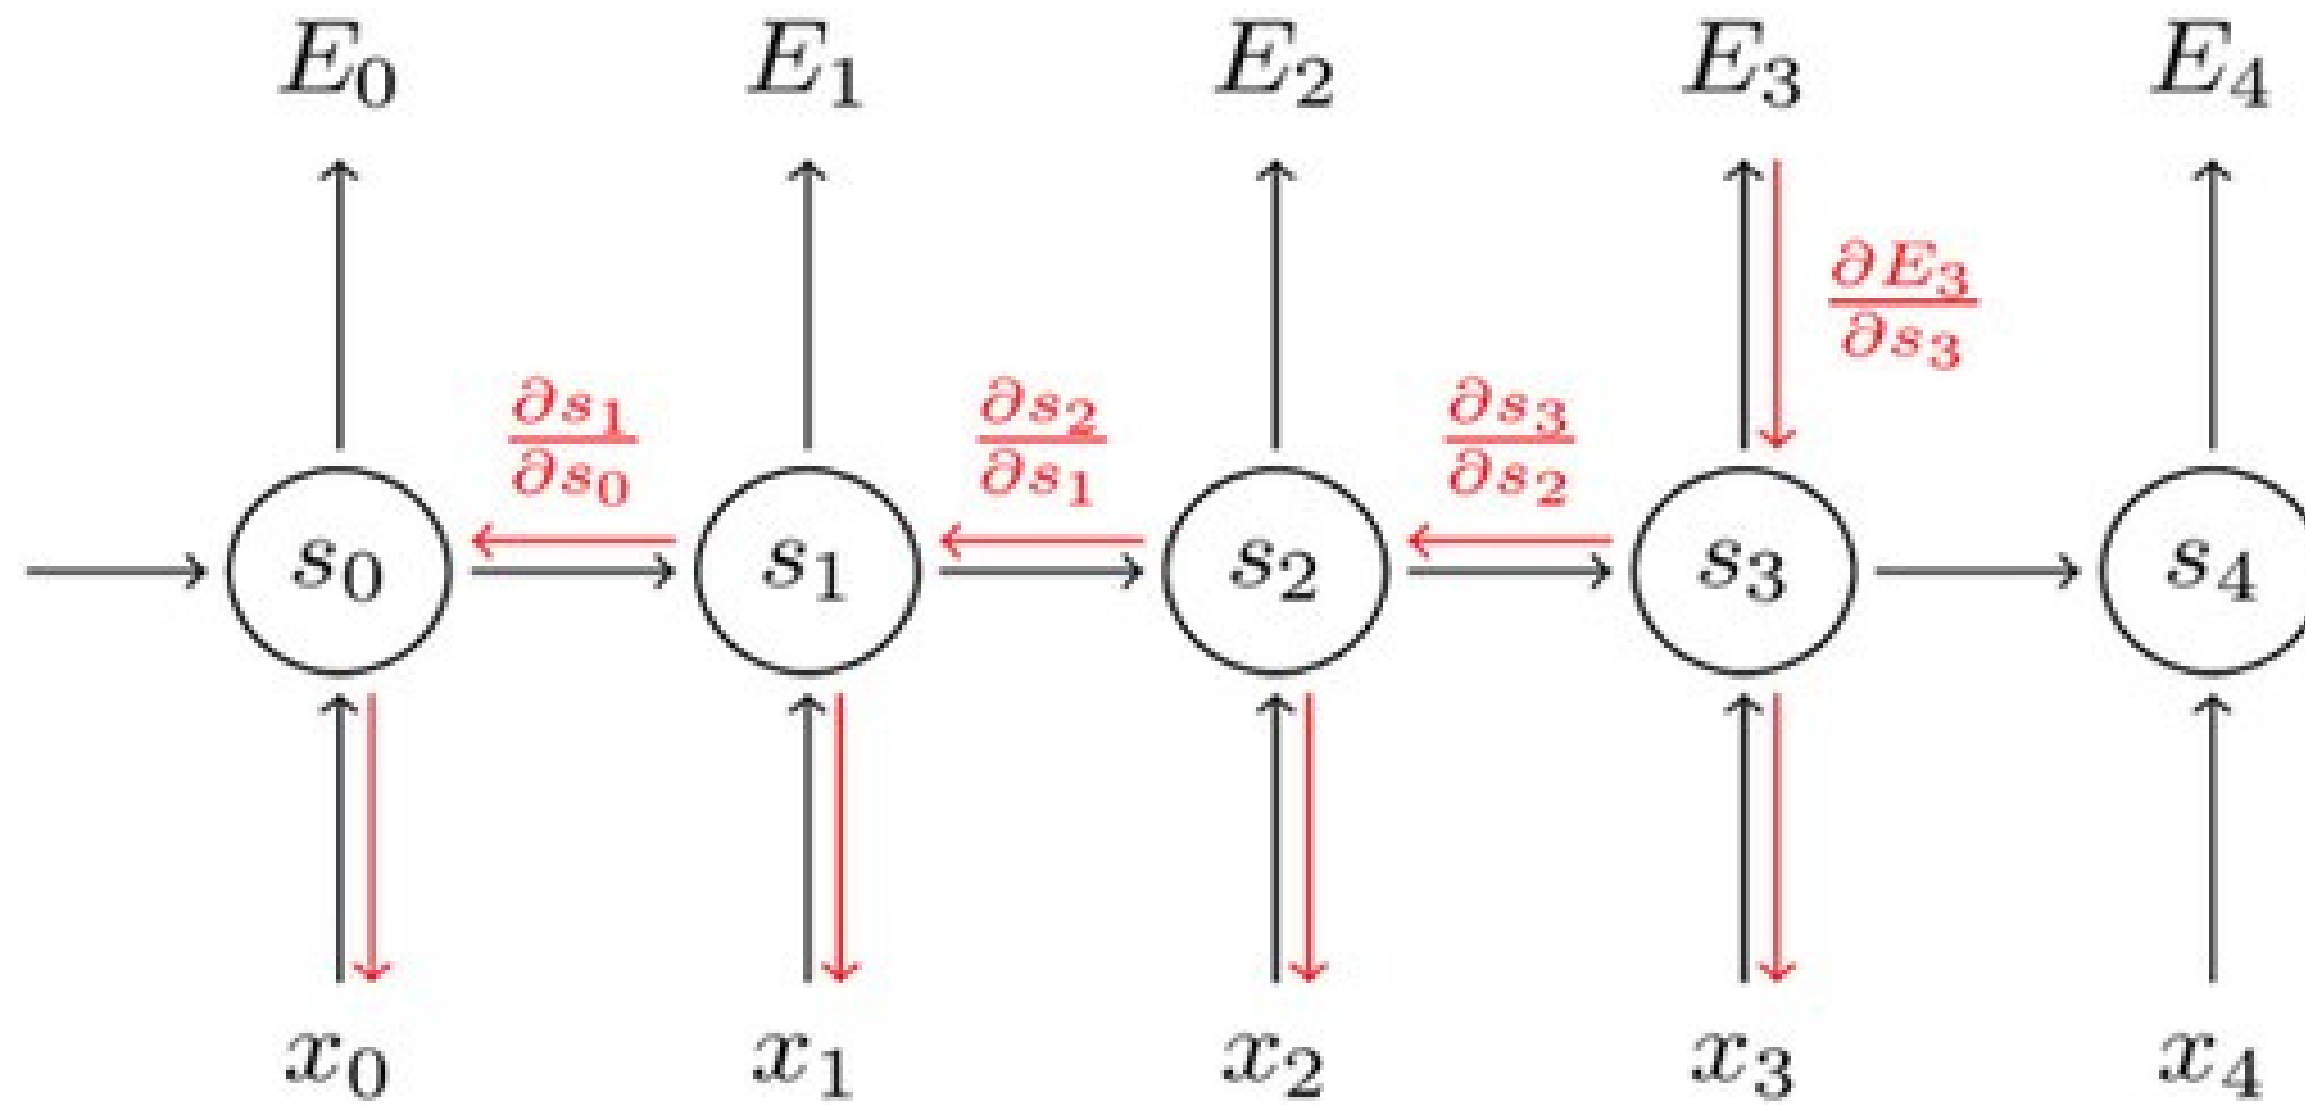 E₀ E₁ E₂ E₃ E₄
∂E₃/∂s₃
∂s₁/∂s₀ ∂s₂/∂s₁ ∂s₃/∂s₂
s₀ s₁ s₂ s₃ s₄
x₀ x₁ x₂ x₃ x₄